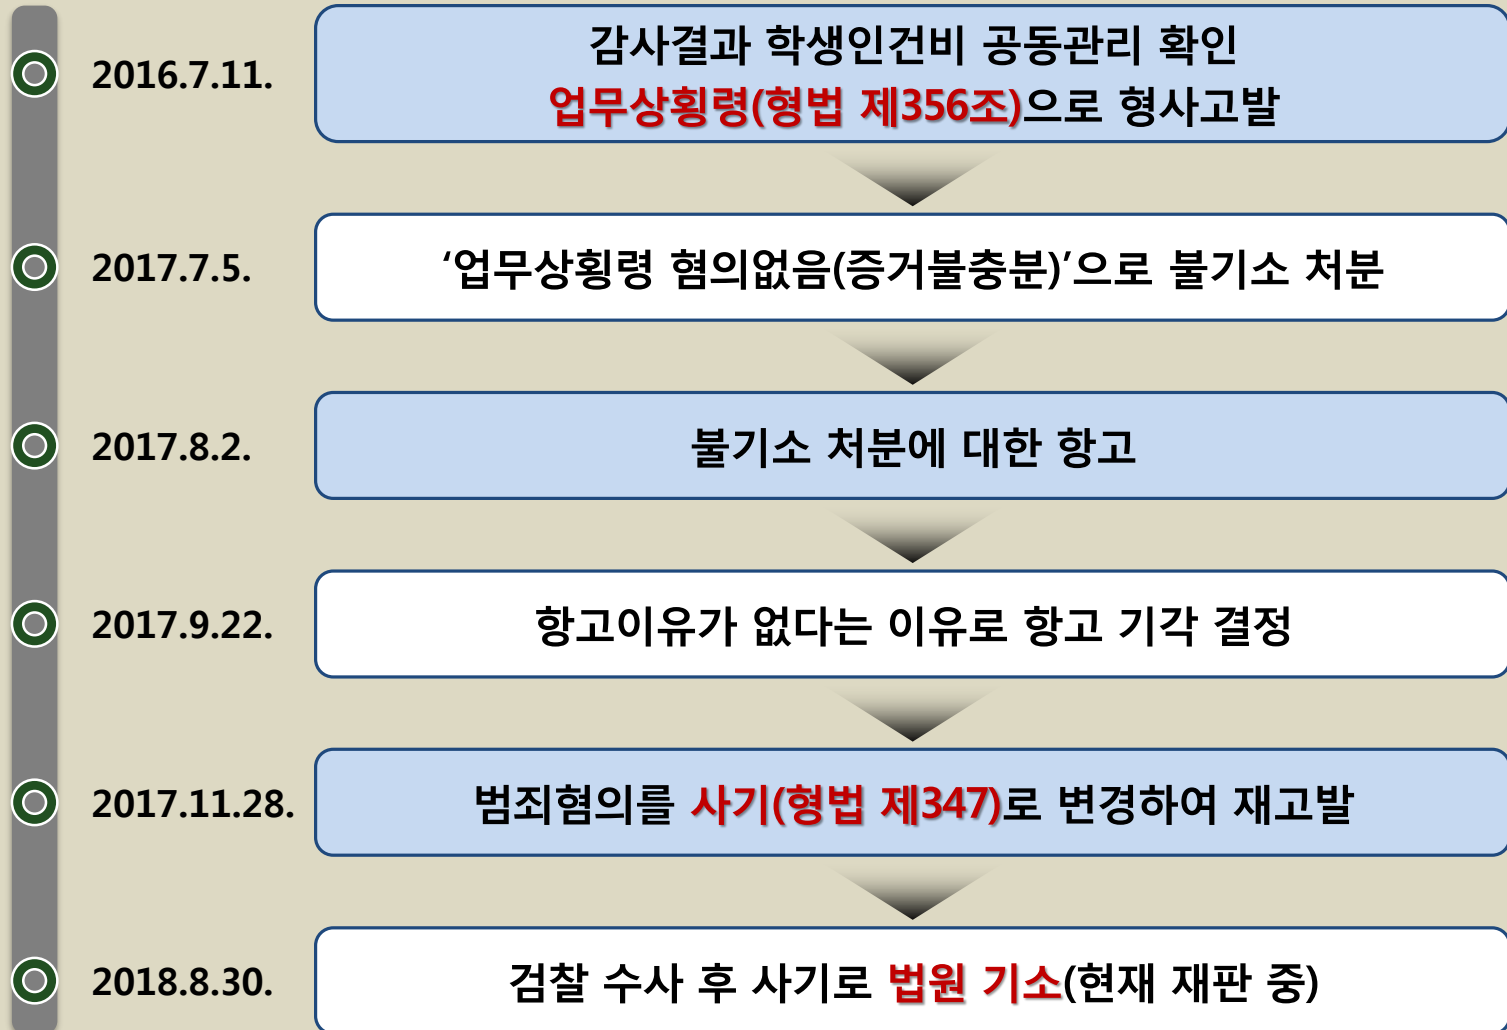 2016.7.11.
감사결과 학생인건비 공동관리 확인
업무상횡령(형법 제356조)으로 형사고발
2017.7.5.
‘업무상횡령 혐의없음(증거불충분)’으로 불기소 처분
2017.8.2.
불기소 처분에 대한 항고
2017.9.22.
항고이유가 없다는 이유로 항고 기각 결정
2017.11.28.
범죄혐의를 사기(형법 제347)로 변경하여 재고발
2018.8.30.
검찰 수사 후 사기로 법원 기소(현재 재판 중)